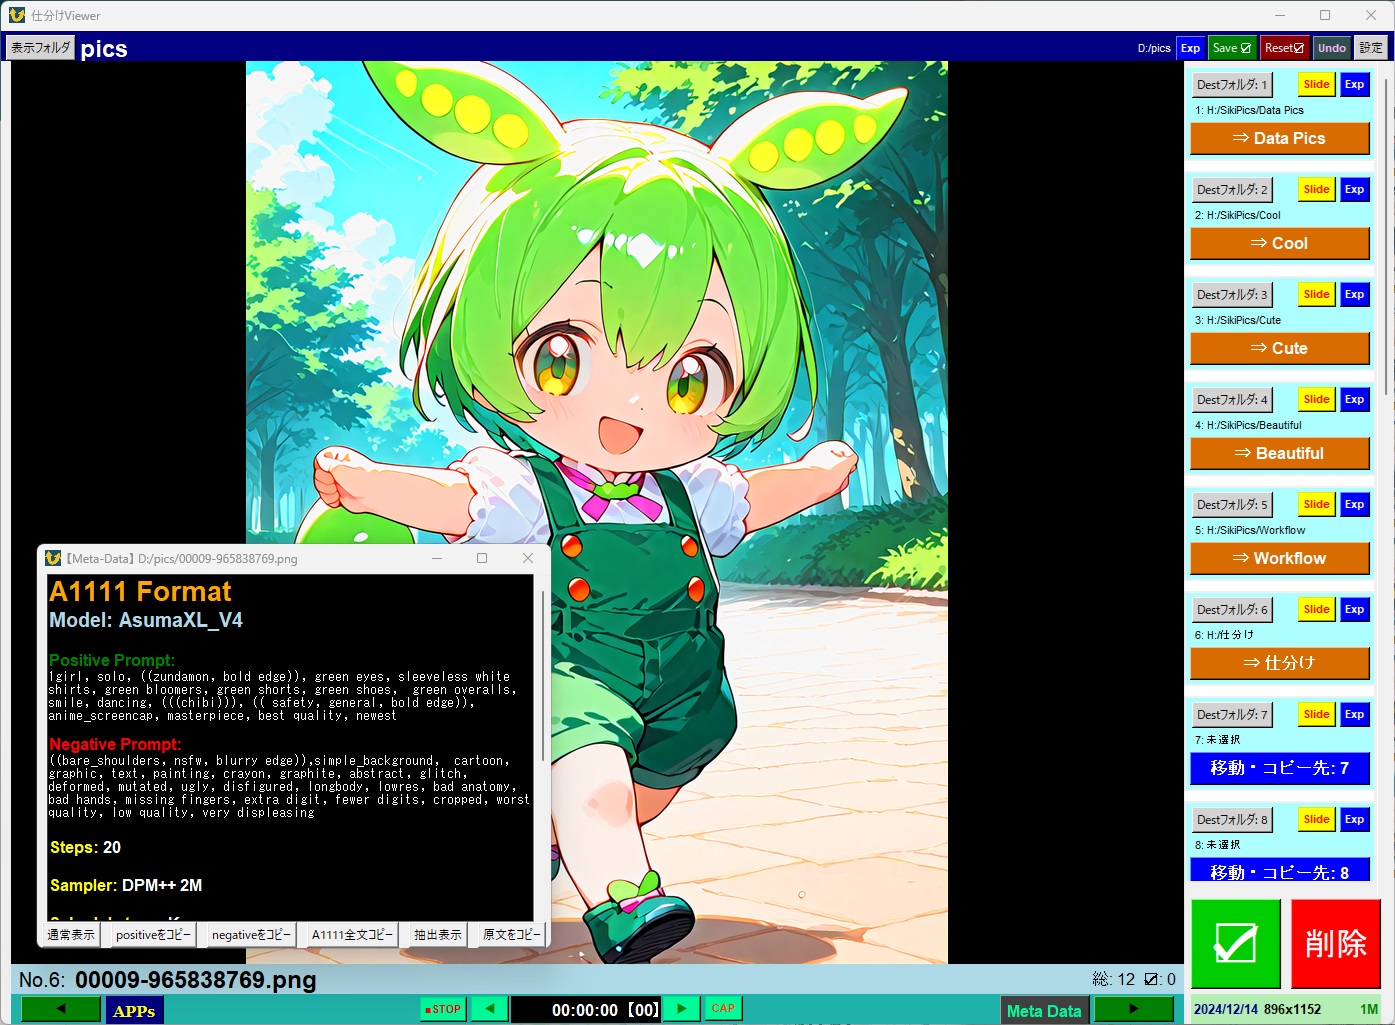 仕分けViewer
表示フォルダ pics D:/pics Exp Save ☑ Reset☑ Undo 設定
Destフォルダ: 1 Slide Exp
1: H:/SikiPics/Data Pics
⇒ Data Pics
Destフォルダ: 2 Slide Exp
2: H:/SikiPics/Cool
⇒ Cool
Destフォルダ: 3 Slide Exp
3: H:/SikiPics/Cute
⇒ Cute
Destフォルダ: 4 Slide Exp
4: H:/SikiPics/Beautiful
⇒ Beautiful
Destフォルダ: 5 Slide Exp
5: H:/SikiPics/Workflow
⇒ Workflow
Destフォルダ: 6 Slide Exp
6: H:/仕分け
⇒ 仕分け
Destフォルダ: 7 Slide Exp
7: 未選択
移動・コピー先: 7
Destフォルダ: 8 Slide Exp
8: 未選択
移動・コピー先: 8
☑ 削除
2024/12/14 896x1152 1M
【Meta-Data】 D:/pics/00009-965838769.png
A1111 Format
Model: AsumaXL_V4
Positive Prompt:
1girl, solo, ((zundamon, bold edge)), green eyes, sleeveless white
shirts, green bloomers, green shorts, green shoes, green overalls,
smile, dancing, (((chibi))), (( safety, general, bold edge)),
anime_screencap, masterpiece, best quality, newest
Negative Prompt:
((bare_shoulders, nsfw, blurry edge)),simple_background, cartoon,
graphic, text, painting, crayon, graphite, abstract, glitch,
deformed, mutated, ugly, disfigured, longbody, lowres, bad anatomy,
bad hands, missing fingers, extra digit, fewer digits, cropped, worst
quality, low quality, very displeasing
Steps: 20
Sampler: DPM++ 2M
通常表示 positiveをコピー negativeをコピー A1111全文コピー 抽出表示 原文をコピー
No.6: 00009-965838769.png 総: 12 ☑: 0
◀ APPs ■STOP ◀ 00:00:00 [00] ▶ CAP Meta Data ▶